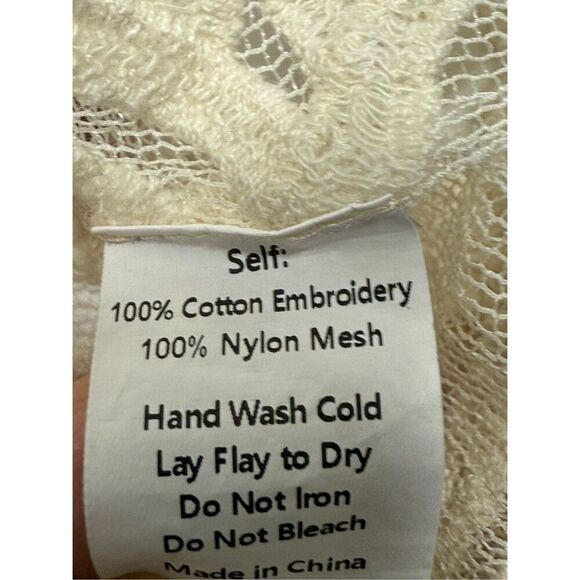 Self:
100% Cotton Embroidery
100% Nylon Mesh
Hand Wash Cold
Lay Flay to Dry
Do Not Iron
Do Not Bleach
Made in China